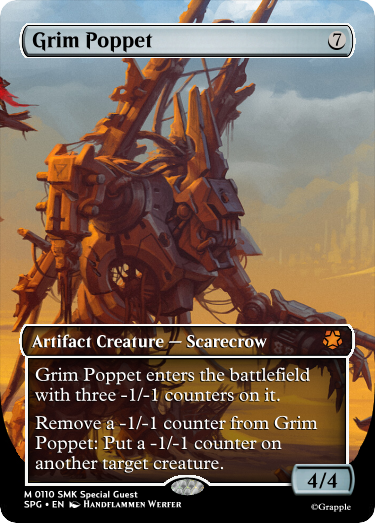 Grim Poppet
7
Artifact Creature — Scarecrow
Grim Poppet enters the battlefield
with three -1/-1 counters on it.
Remove a -1/-1 counter from Grim
Poppet: Put a -1/-1 counter on
another target creature.
4/4
M 0110 SMK Special Guest
SPG • EN Handflammen Werfer
©Grapple